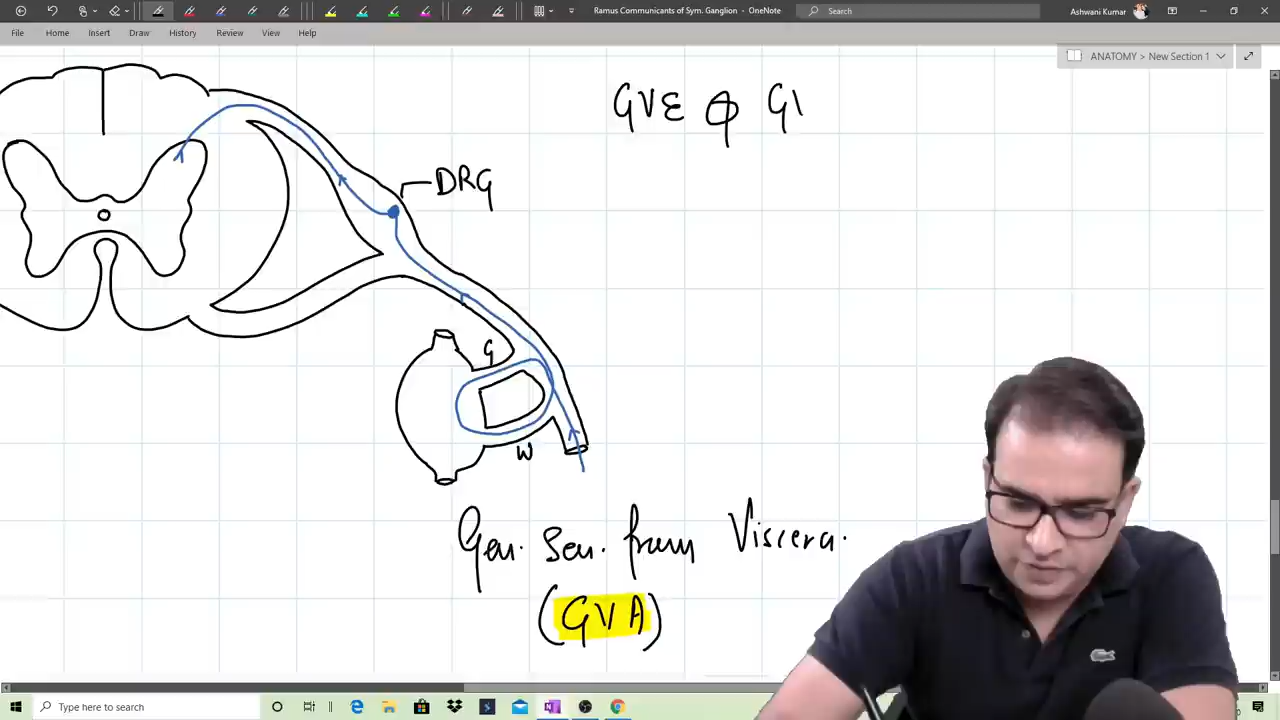 Ramus Communicants of Sym. Ganglion - OneNote
Search
Ashwani Kumar
File Home Insert Draw History Review View Help
ANATOMY > New Section 1
GVE GV
DRG
G
W
Gen. Sen. from Viscera.
(GVA)
Type here to search